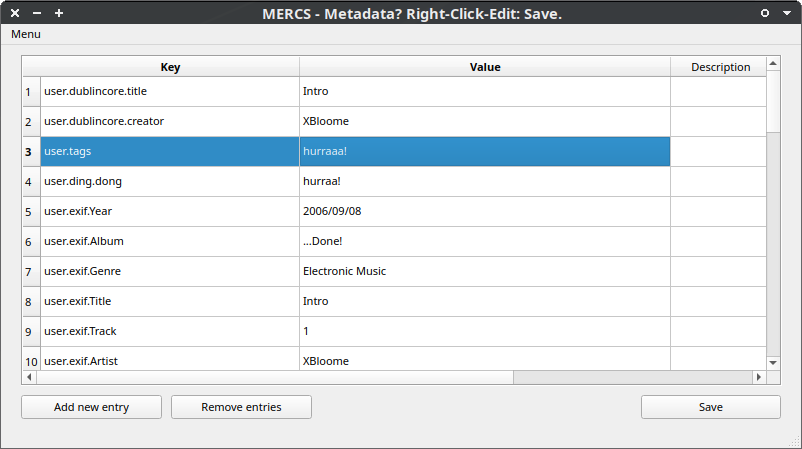 MERCS - Metadata? Right-Click-Edit: Save.
Menu
Key Value Description
1 user.dublincore.title Intro
2 user.dublincore.creator XBloome
3 user.tags hurraaa!
4 user.ding.dong hurraa!
5 user.exif.Year 2006/09/08
6 user.exif.Album ...Done!
7 user.exif.Genre Electronic Music
8 user.exif.Title Intro
9 user.exif.Track 1
10 user.exif.Artist XBloome
Add new entry Remove entries Save